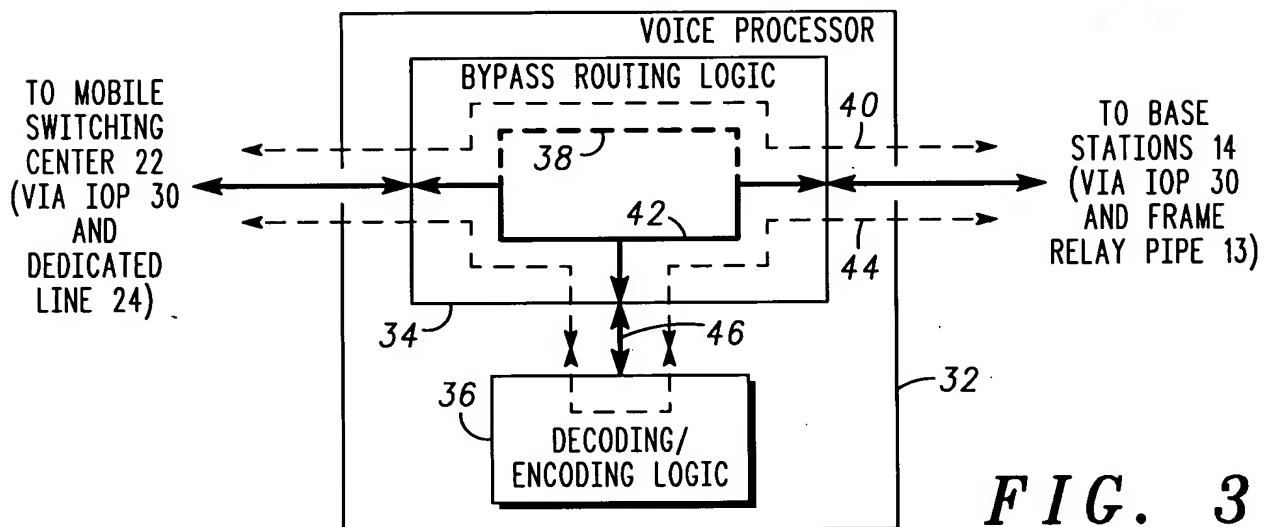 VOICE PROCESSOR
BYPASS ROUTING LOGIC
TO MOBILE
SWITCHING
CENTER 22
(VIA IOP 30
AND
DEDICATED
LINE 24)
40
38
42
44
TO BASE
STATIONS 14
(VIA IOP 30
AND FRAME
RELAY PIPE 13)
34
46
36
32
DECODING/
ENCODING LOGIC
FIG. 3